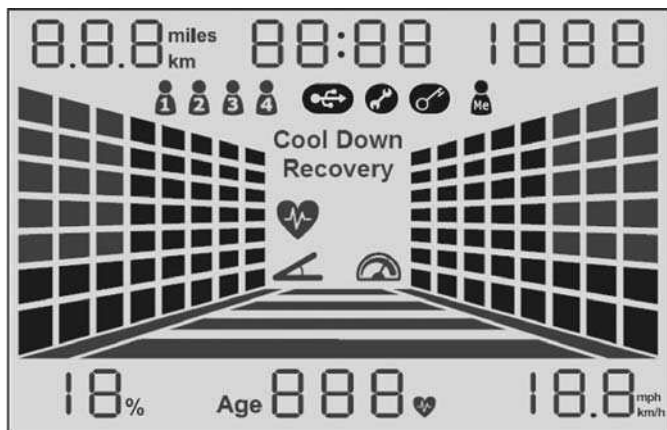 8.8.8 miles km 88:88 1888
1 2 3 4 Me
Cool Down
Recovery
18% Age 888 18.8 mph km/h